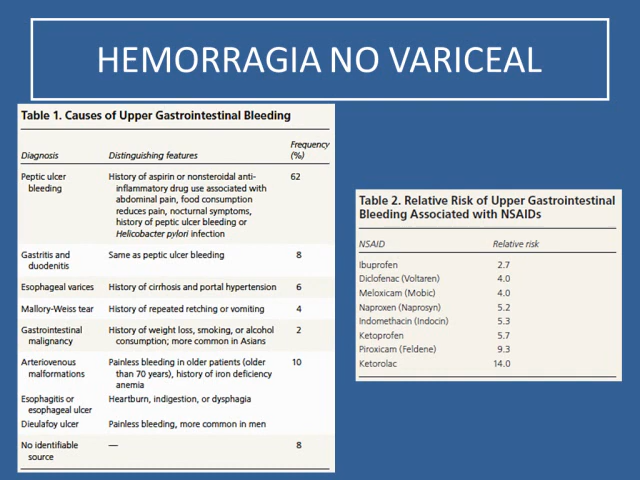 HEMORRAGIA NO VARICEAL
Table 1. Causes of Upper Gastrointestinal Bleeding
Frequency
Diagnosis Distinguishing features (%)
Peptic ulcer History of aspirin or nonsteroidal anti- 62
bleeding inflammatory drug use associated with
abdominal pain, food consumption
reduces pain, nocturnal symptoms,
history of peptic ulcer bleeding or
Helicobacter pylori infection
Gastritis and Same as peptic ulcer bleeding 8
duodenitis
Esophageal varices History of cirrhosis and portal hypertension 6
Mallory-Weiss tear History of repeated retching or vomiting 4
Gastrointestinal History of weight loss, smoking, or alcohol 2
malignancy consumption; more common in Asians
Arteriovenous Painless bleeding in older patients (older 10
malformations than 70 years), history of iron deficiency
anemia
Esophagitis or Heartburn, indigestion, or dysphagia
esophageal ulcer
Dieulafoy ulcer Painless bleeding, more common in men
No identifiable — 8
source
Table 2. Relative Risk of Upper Gastrointestinal
Bleeding Associated with NSAIDs
NSAID Relative risk
Ibuprofen 2.7
Diclofenac (Voltaren) 4.0
Meloxicam (Mobic) 4.0
Naproxen (Naprosyn) 5.2
Indomethacin (Indocin) 5.3
Ketoprofen 5.7
Piroxicam (Feldene) 9.3
Ketorolac 14.0